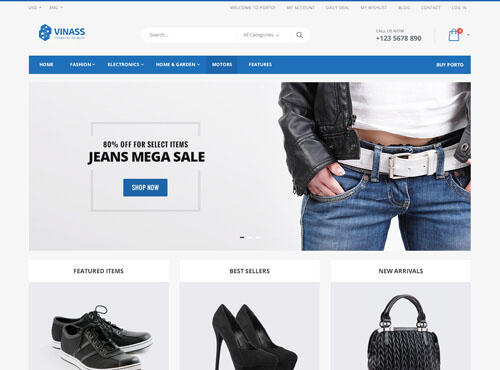 USD ENG WELCOME TO PORTO! MY ACCOUNT DAILY DEAL MY WISHLIST BLOG CONTACT LOG IN
VINASS
Search... All Categories
CALL US NOW
+123 5678 890
HOME FASHION ELECTRONICS HOME & GARDEN MOTORS FEATURES BUY PORTO
80% OFF FOR SELECT ITEMS
JEANS MEGA SALE
SHOP NOW
FEATURED ITEMS BEST SELLERS NEW ARRIVALS